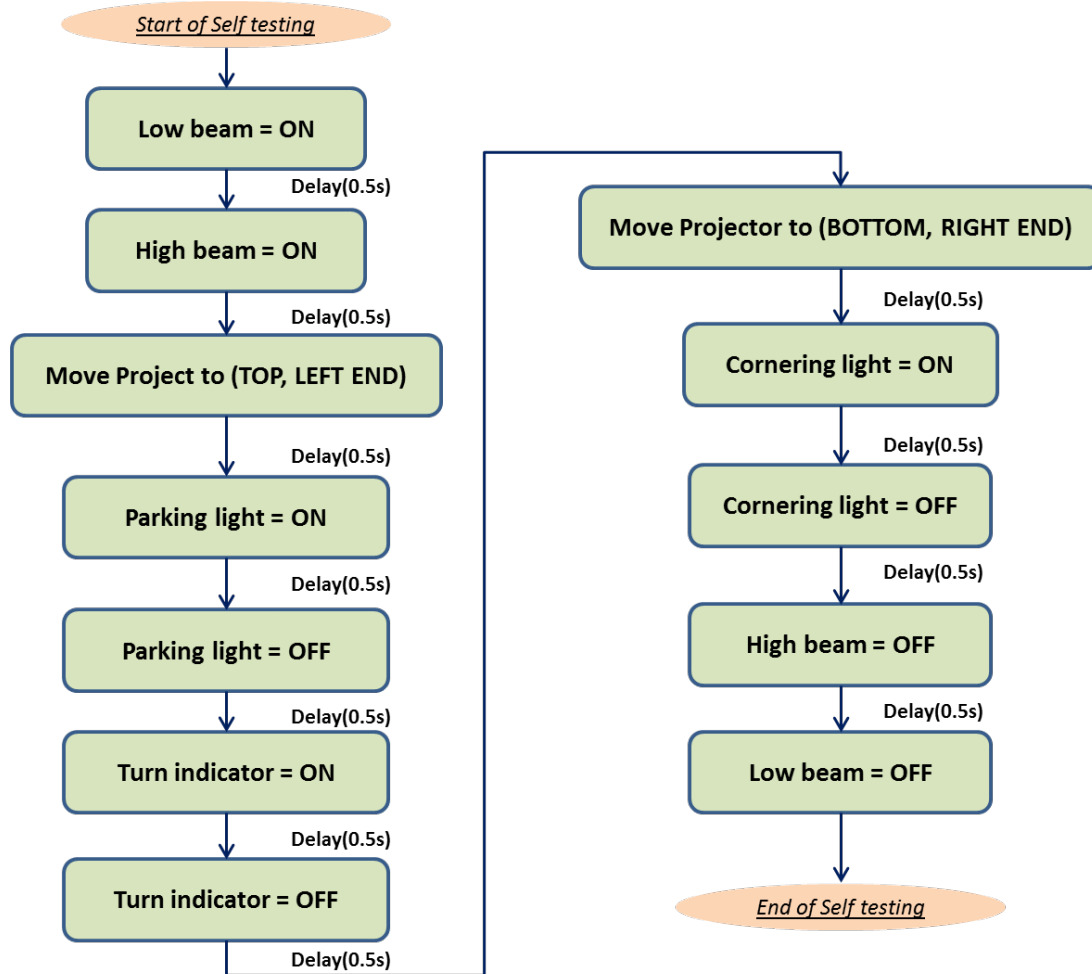 Start of Self testing
Low beam = ON
Delay(0.5s)
High beam = ON
Delay(0.5s)
Move Project to (TOP, LEFT END)
Delay(0.5s)
Parking light = ON
Delay(0.5s)
Parking light = OFF
Delay(0.5s)
Turn indicator = ON
Delay(0.5s)
Turn indicator = OFF
Delay(0.5s)
Move Projector to (BOTTOM, RIGHT END)
Delay(0.5s)
Cornering light = ON
Delay(0.5s)
Cornering light = OFF
Delay(0.5s)
High beam = OFF
Delay(0.5s)
Low beam = OFF
End of Self testing